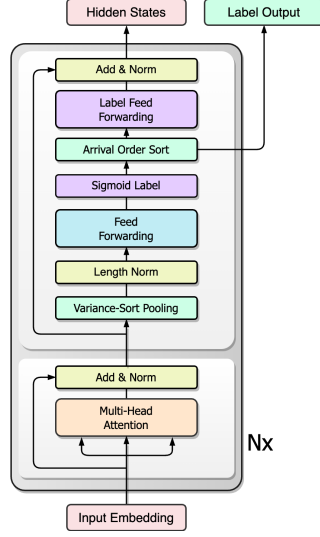 Hidden States
Label Output
Add & Norm
Label Feed
Forwarding
Arrival Order Sort
Sigmoid Label
Feed
Forwarding
Length Norm
Variance-Sort Pooling
Add & Norm
Multi-Head
Attention
Nx
Input Embedding